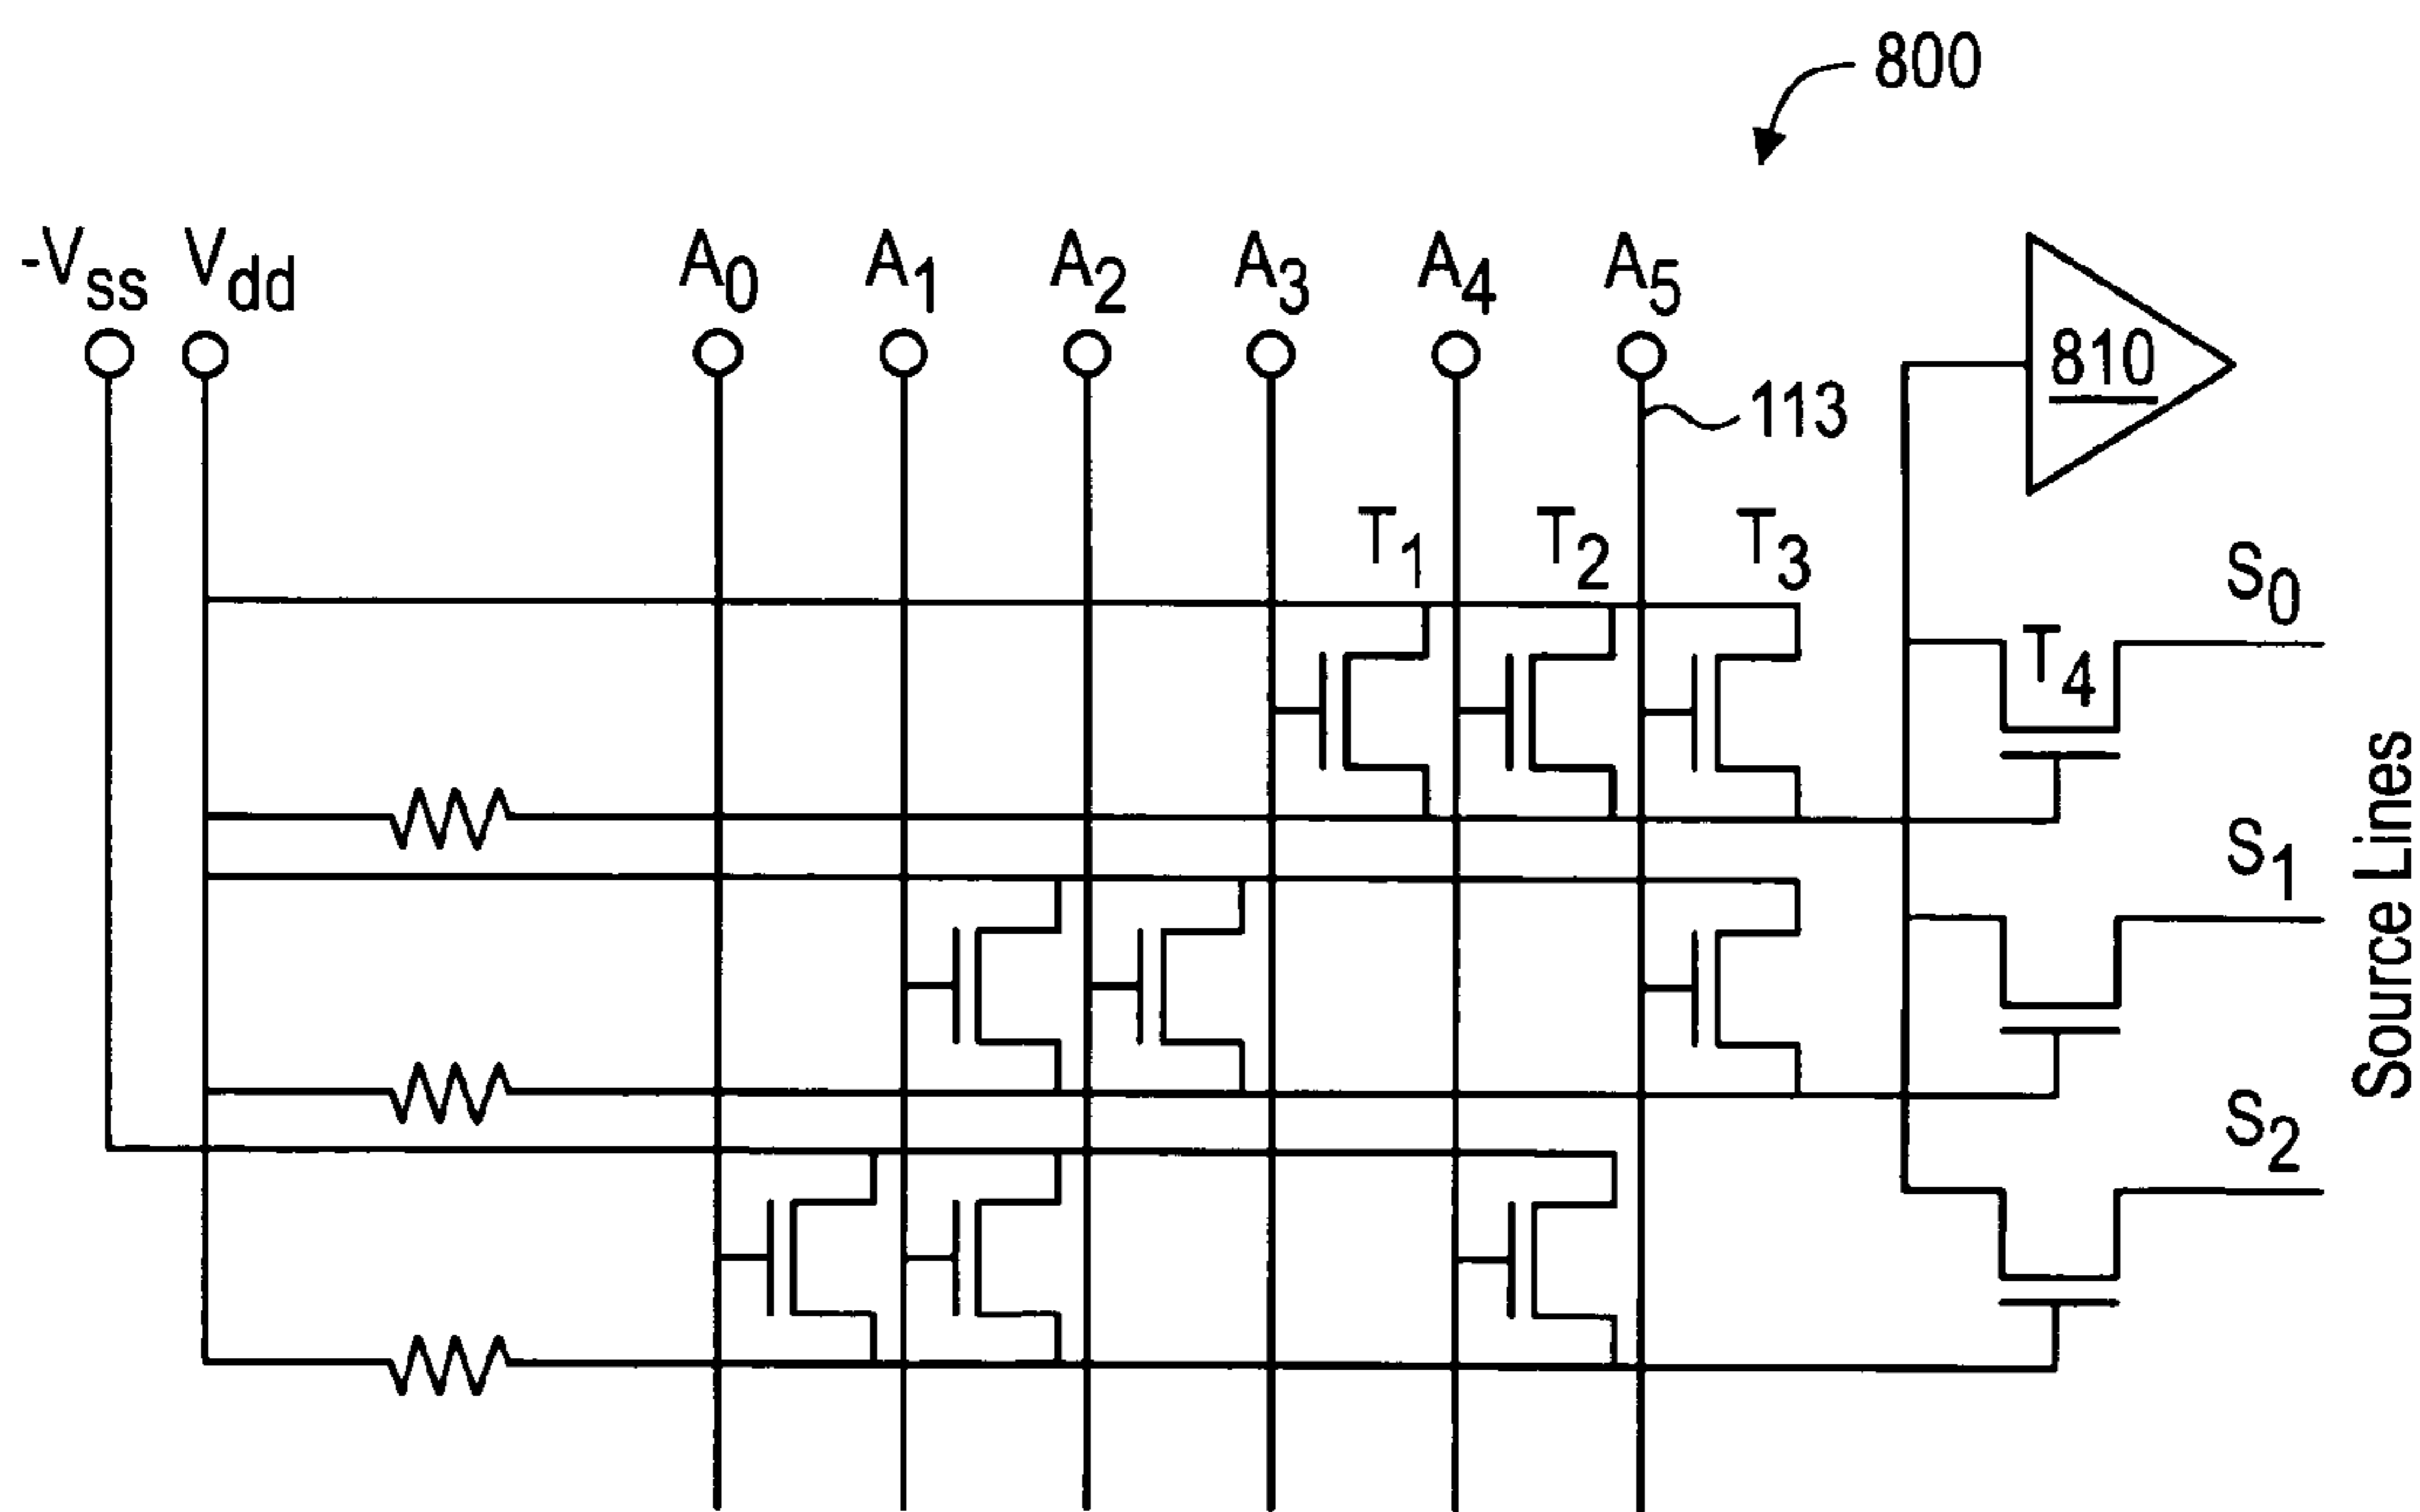 800
-Vss Vdd A0 A1 A2 A3 A4 A5
810
113
T1 T2 T3
S0
T4
S1
S2
Source Lines